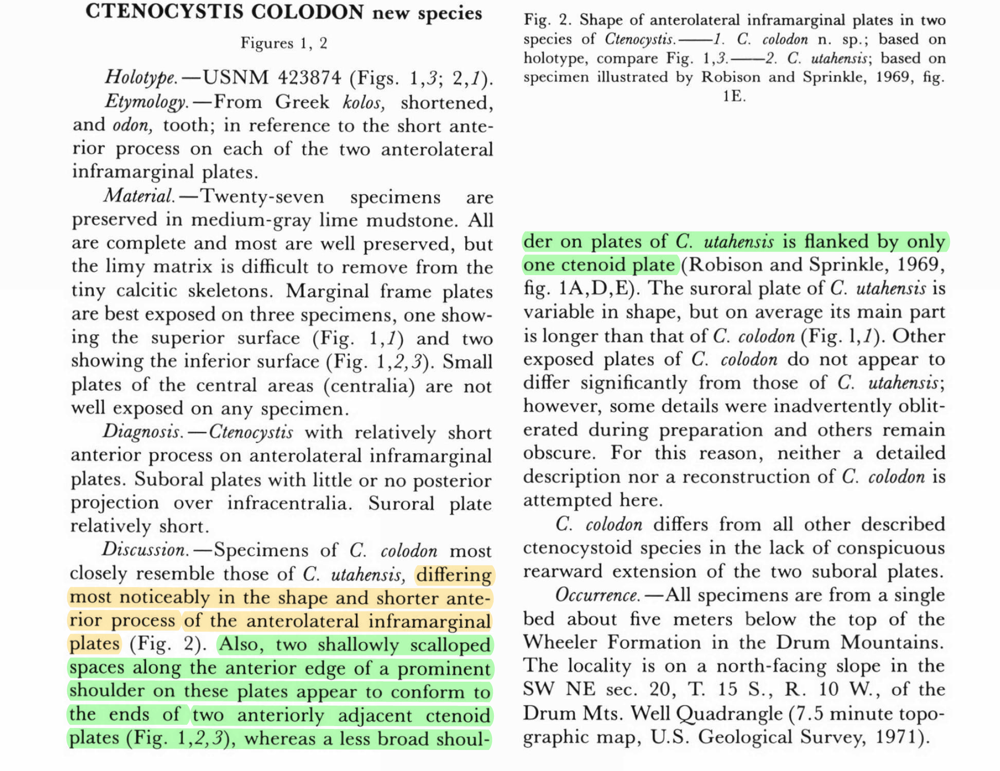 CTENOCYSTIS COLODON new species
Figures 1, 2
Holotype.—USNM 423874 (Figs. 1,3; 2,1).
Etymology.—From Greek kolos, shortened,
and odon, tooth; in reference to the short ante-
rior process on each of the two anterolateral
inframarginal plates.
Material.—Twenty-seven specimens are
preserved in medium-gray lime mudstone. All
are complete and most are well preserved, but
the limy matrix is difficult to remove from the
tiny calcitic skeletons. Marginal frame plates
are best exposed on three specimens, one show-
ing the superior surface (Fig. 1,1) and two
showing the inferior surface (Fig. 1,2,3). Small
plates of the central areas (centralia) are not
well exposed on any specimen.
Diagnosis.—Ctenocystis with relatively short
anterior process on anterolateral inframarginal
plates. Suboral plates with little or no posterior
projection over infracentralia. Suroral plate
relatively short.
Discussion.—Specimens of C. colodon most
closely resemble those of C. utahensis, differing
most noticeably in the shape and shorter ante-
rior process of the anterolateral inframarginal
plates (Fig. 2). Also, two shallowly scalloped
spaces along the anterior edge of a prominent
shoulder on these plates appear to conform to
the ends of two anteriorly adjacent ctenoid
plates (Fig. 1,2,3), whereas a less broad shoul-
Fig. 2. Shape of anterolateral inframarginal plates in two
species of Ctenocystis.——1. C. colodon n. sp.; based on
holotype, compare Fig. 1,3.——2. C. utahensis; based on
specimen illustrated by Robison and Sprinkle, 1969, fig.
1E.
der on plates of C. utahensis is flanked by only
one ctenoid plate (Robison and Sprinkle, 1969,
fig. 1A,D,E). The suroral plate of C. utahensis is
variable in shape, but on average its main part
is longer than that of C. colodon (Fig. 1,1). Other
exposed plates of C. colodon do not appear to
differ significantly from those of C. utahensis;
however, some details were inadvertently oblit-
erated during preparation and others remain
obscure. For this reason, neither a detailed
description nor a reconstruction of C. colodon is
attempted here.
C. colodon differs from all other described
ctenocystoid species in the lack of conspicuous
rearward extension of the two suboral plates.
Occurrence.—All specimens are from a single
bed about five meters below the top of the
Wheeler Formation in the Drum Mountains.
The locality is on a north-facing slope in the
SW NE sec. 20, T. 15 S., R. 10 W., of the
Drum Mts. Well Quadrangle (7.5 minute topo-
graphic map, U.S. Geological Survey, 1971).